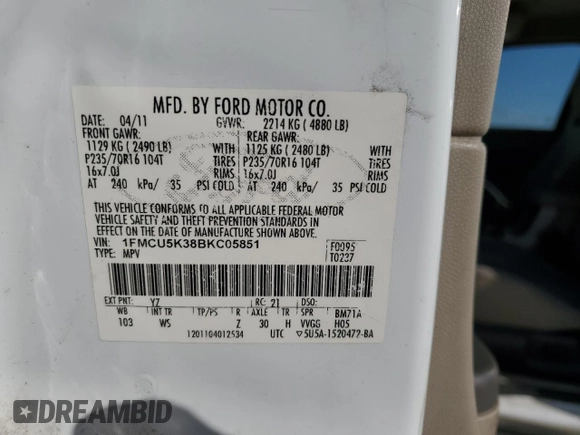 MFD. BY FORD MOTOR CO.
DATE: 04/11 GVWR: 2214 KG ( 4880 LB)
FRONT GAWR: REAR GAWR:
1129 KG ( 2490 LB) WITH 1125 KG ( 2480 LB) WITH
P235/70R16 104T TIRES P235/70R16 104T TIRES
16x7.0J RIMS 16x7.0J RIMS
AT 240 kPa/ 35 PSI COLD AT 240 kPa/ 35 PSI COLD
THIS VEHICLE CONFORMS TO ALL APPLICABLE FEDERAL MOTOR
VEHICLE SAFETY AND THEFT PREVENTION STANDARDS IN
EFFECT ON THE DATE OF MANUFACTURE SHOWN ABOVE.
VIN: 1FMCU5K38BKC05851 F0095
TYPE: MPV T0237
EXT PNT: YZ RC: 21 DSO:
WB INT TR TP/PS R AXLE TR SPR BM71A
103 WS Z 30 H VVGG H05
1201104012534 UTC ▽5U5A-1520472-BA
DREAMBID